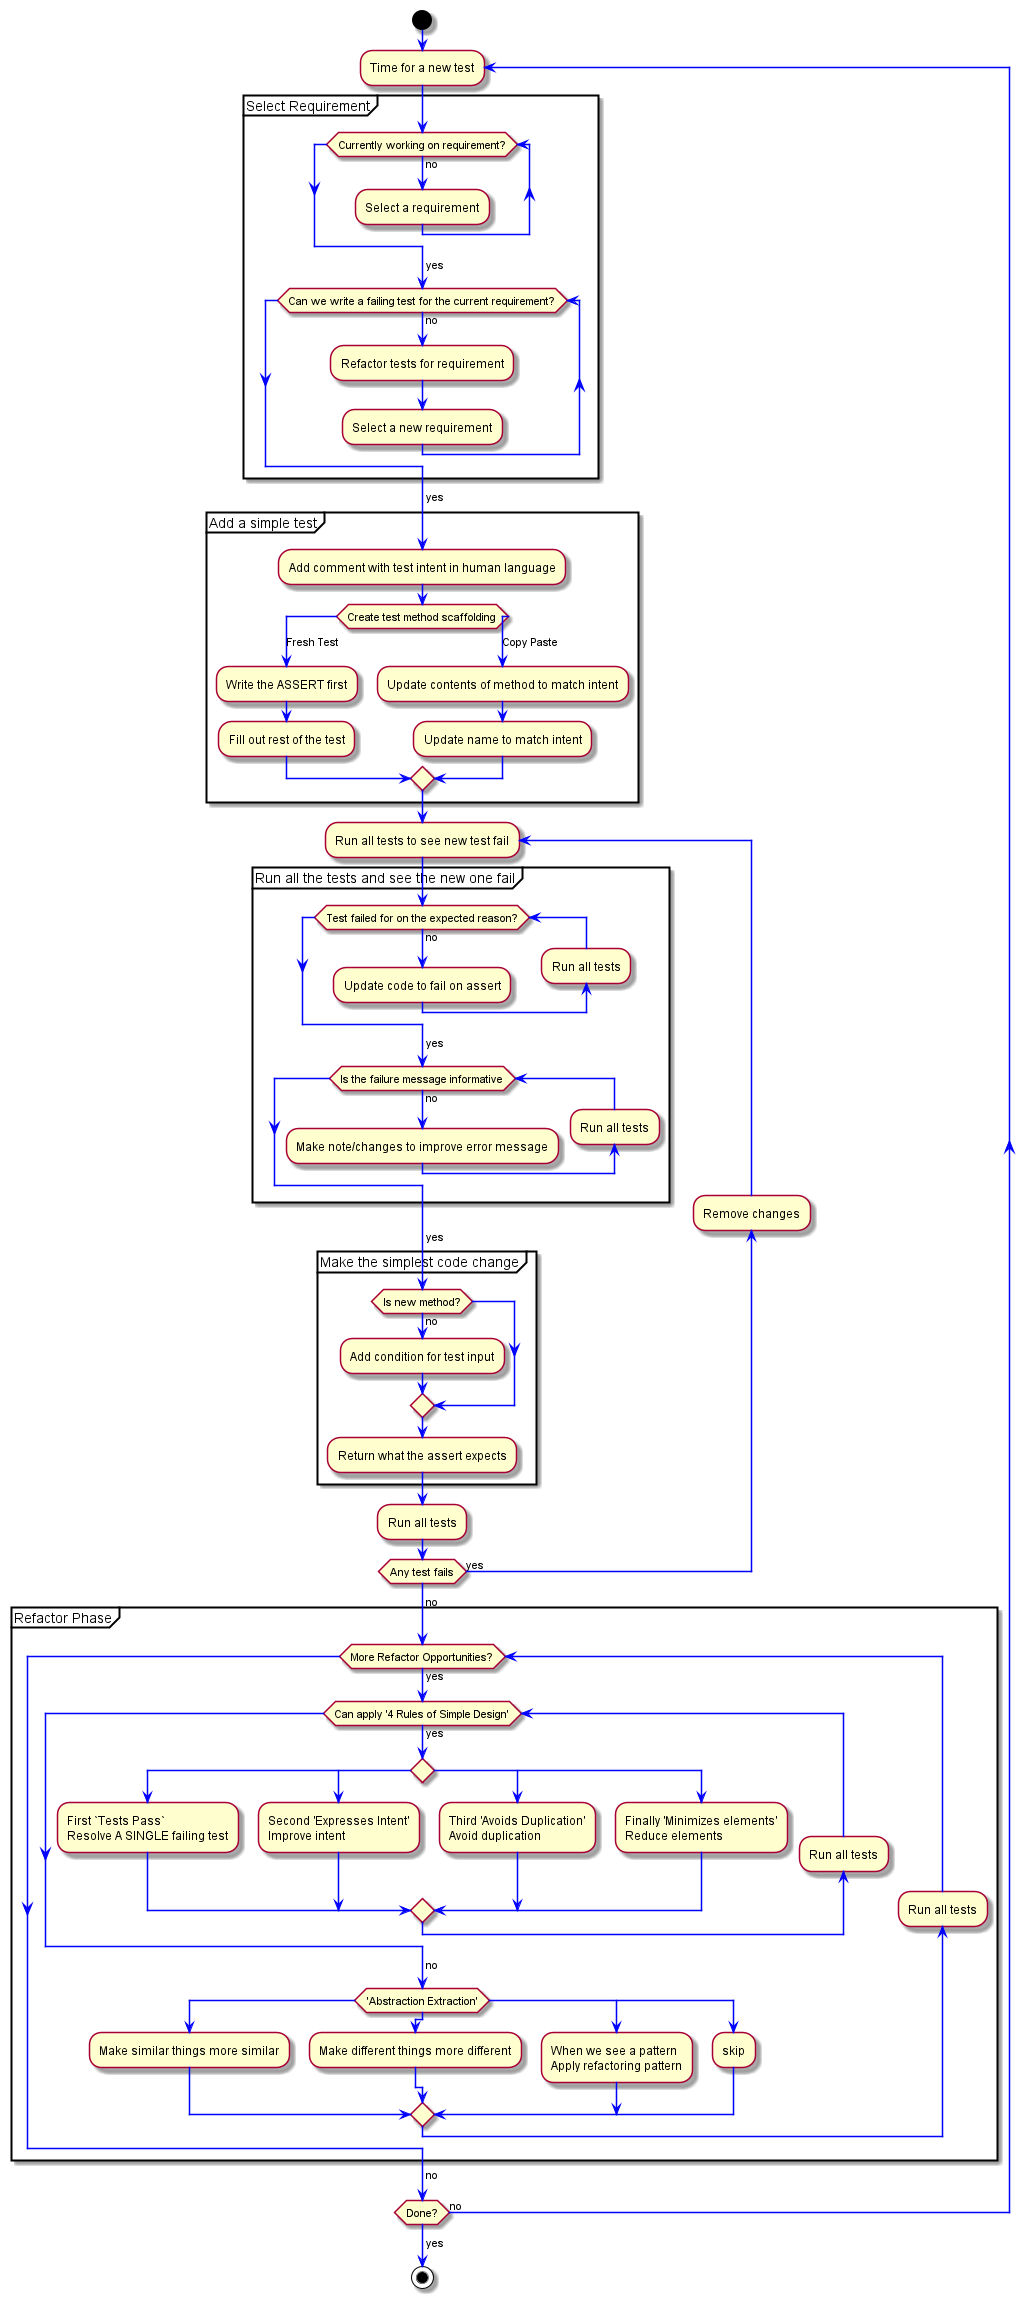 Time for a new test
Select Requirement
Currently working on requirement?
no
Select a requirement
yes
Can we write a failing test for the current requirement?
no
Refactor tests for requirement
Select a new requirement
yes
Add a simple test
Add comment with test intent in human language
Create test method scaffolding
Fresh Test
Copy Paste
Write the ASSERT first
Update contents of method to match intent
Fill out rest of the test
Update name to match intent
Run all tests to see new test fail
Run all the tests and see the new one fail
Test failed for on the expected reason?
no
Run all tests
Update code to fail on assert
yes
Is the failure message informative
no
Run all tests
Make note/changes to improve error message
Remove changes
yes
Make the simplest code change
Is new method?
no
Add condition for test input
Return what the assert expects
Run all tests
Any test fails
yes
no
Refactor Phase
More Refactor Opportunities?
yes
Can apply '4 Rules of Simple Design'
yes
First `Tests Pass`
Resolve A SINGLE failing test
Second 'Expresses Intent'
Improve intent
Third 'Avoids Duplication'
Avoid duplication
Finally 'Minimizes elements'
Reduce elements
Run all tests
Run all tests
no
'Abstraction Extraction'
Make similar things more similar
Make different things more different
When we see a pattern
Apply refactoring pattern
skip
no
Done?
no
yes